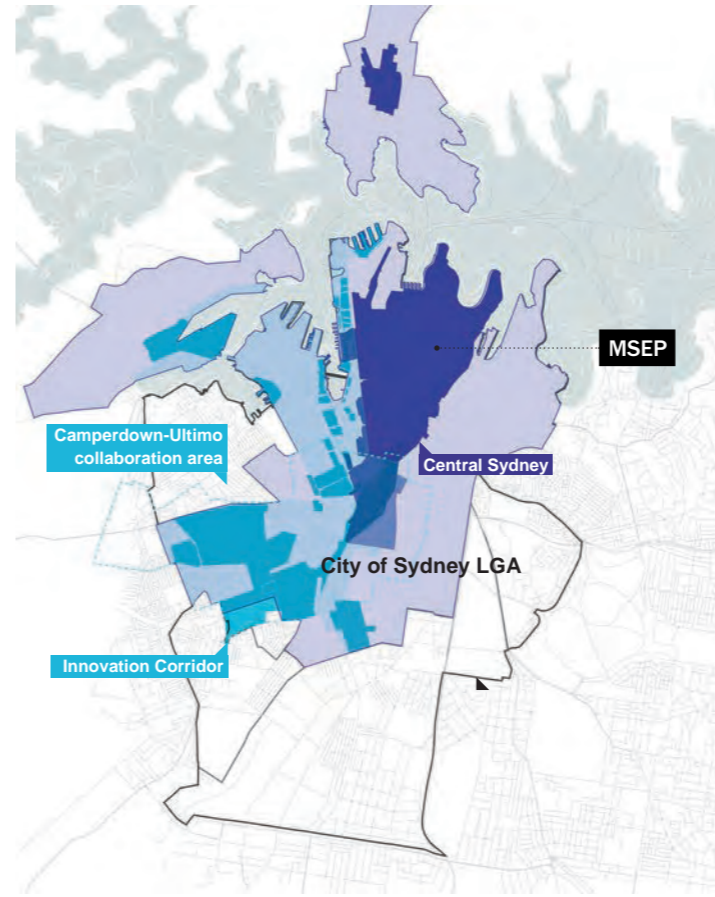 MSEP
Camperdown-Ultimo
collaboration area
Central Sydney
City of Sydney LGA
Innovation Corridor